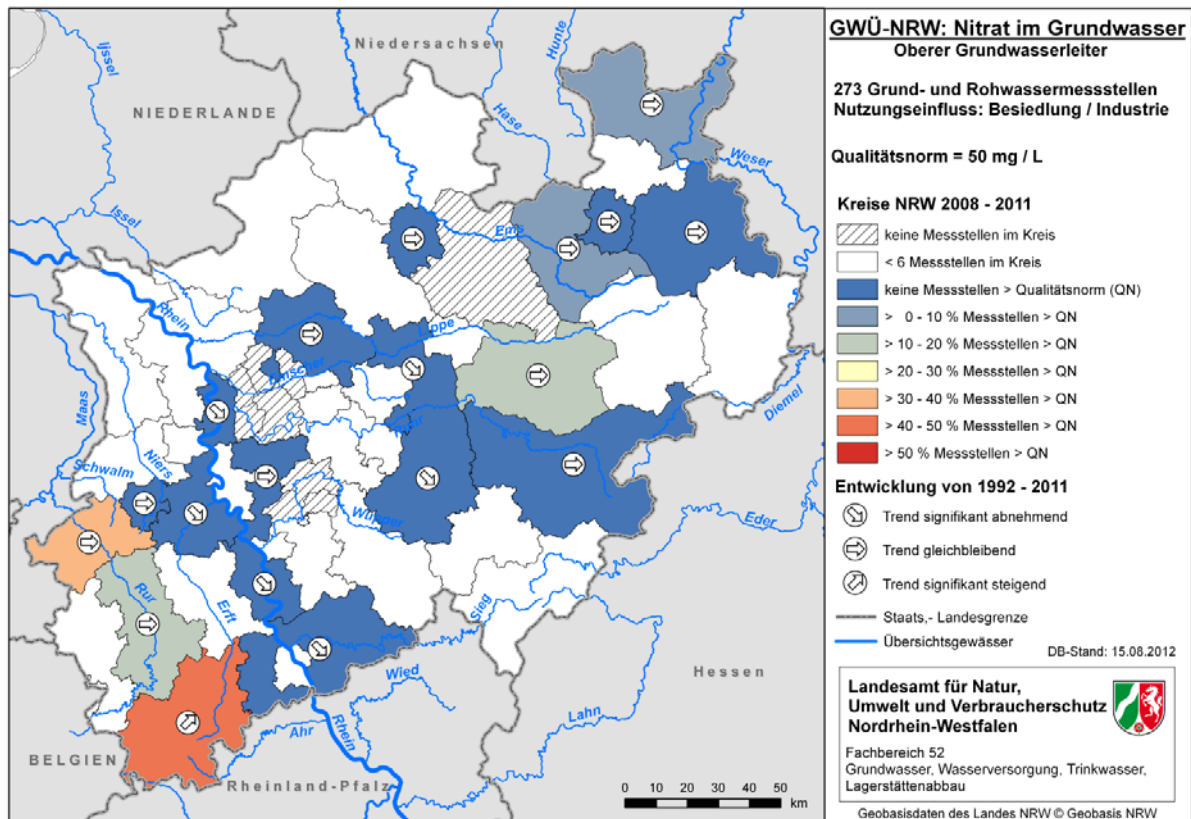 Niedersachsen
NIEDERLANDE
Ijssel
Issel
Hunte
Hase
Weser
Ems
Rhein
Lippe
Emscher
Ruhr
Diemel
Maas
Schwalm
Niers
Wupper
Eder
Rur
Erft
Sieg
Hessen
Wied
Lahn
Ahr
Rhein
BELGIEN
Rheinland-Pfalz
0 10 20 30 40 50
km
GWÜ-NRW: Nitrat im Grundwasser
Oberer Grundwasserleiter
273 Grund- und Rohwassermessstellen
Nutzungseinfluss: Besiedlung / Industrie
Qualitätsnorm = 50 mg / L
Kreise NRW 2008 - 2011
keine Messstellen im Kreis
< 6 Messstellen im Kreis
keine Messstellen > Qualitätsnorm (QN)
> 0 - 10 % Messstellen > QN
> 10 - 20 % Messstellen > QN
> 20 - 30 % Messstellen > QN
> 30 - 40 % Messstellen > QN
> 40 - 50 % Messstellen > QN
> 50 % Messstellen > QN
Entwicklung von 1992 - 2011
Trend signifikant abnehmend
Trend gleichbleibend
Trend signifikant steigend
Staats,- Landesgrenze
Übersichtsgewässer
DB-Stand: 15.08.2012
Landesamt für Natur,
Umwelt und Verbraucherschutz
Nordrhein-Westfalen
Fachbereich 52
Grundwasser, Wasserversorgung, Trinkwasser,
Lagerstättenabbau
Geobasisdaten des Landes NRW © Geobasis NRW